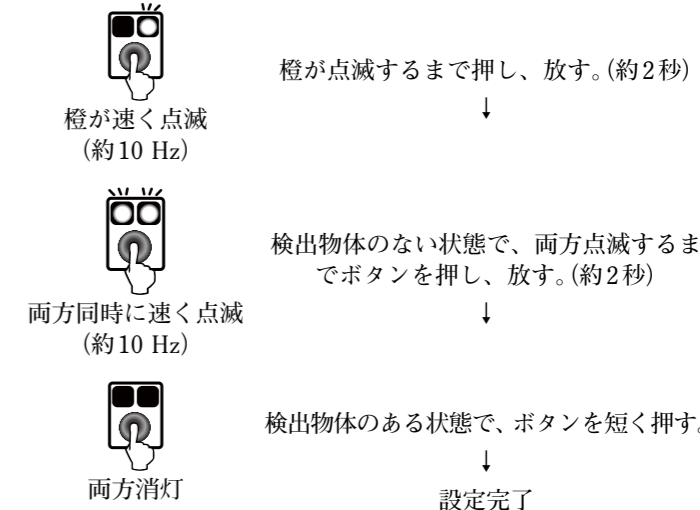 橙が速く点滅
(約10 Hz)
橙が点滅するまで押し、放す。(約2秒)
↓
両方同時に速く点滅
(約10 Hz)
検出物体のない状態で、両方点滅するま
でボタンを押し、放す。(約2秒)
↓
両方消灯
検出物体のある状態で、ボタンを短く押す。
↓
設定完了